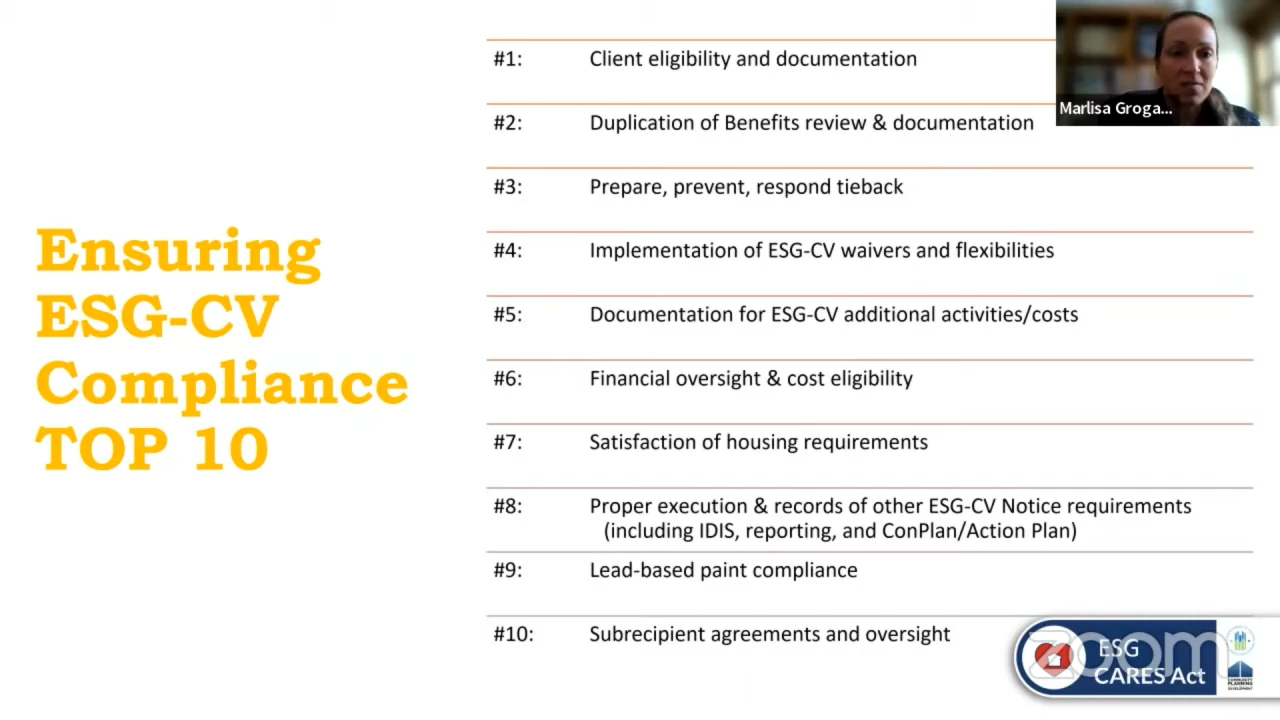 Ensuring
ESG-CV
Compliance
TOP 10
#1: Client eligibility and documentation
#2: Duplication of Benefits review & documentation
#3: Prepare, prevent, respond tieback
#4: Implementation of ESG-CV waivers and flexibilities
#5: Documentation for ESG-CV additional activities/costs
#6: Financial oversight & cost eligibility
#7: Satisfaction of housing requirements
#8: Proper execution & records of other ESG-CV Notice requirements
(including IDIS, reporting, and ConPlan/Action Plan)
#9: Lead-based paint compliance
#10: Subrecipient agreements and oversight
Marlisa Groga...
zoom
ESG
CARES Act
COMMUNITY
PLANNING
DEVELOPMENT